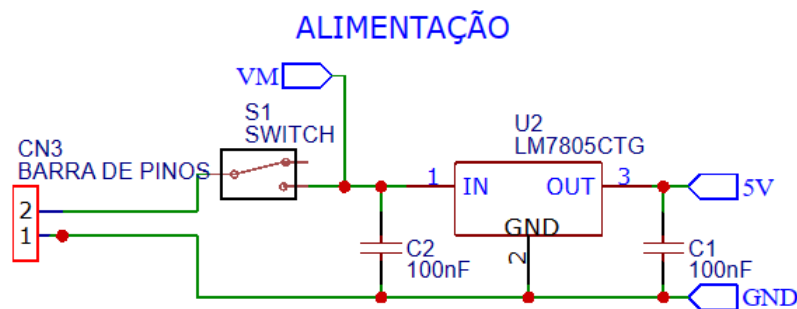 ALIMENTAÇÃO
VM
S1
SWITCH
CN3
BARRA DE PINOS
2
1
U2
LM7805CTG
1
IN
OUT
3
GND
2
5V
C2
100nF
C1
100nF
GND